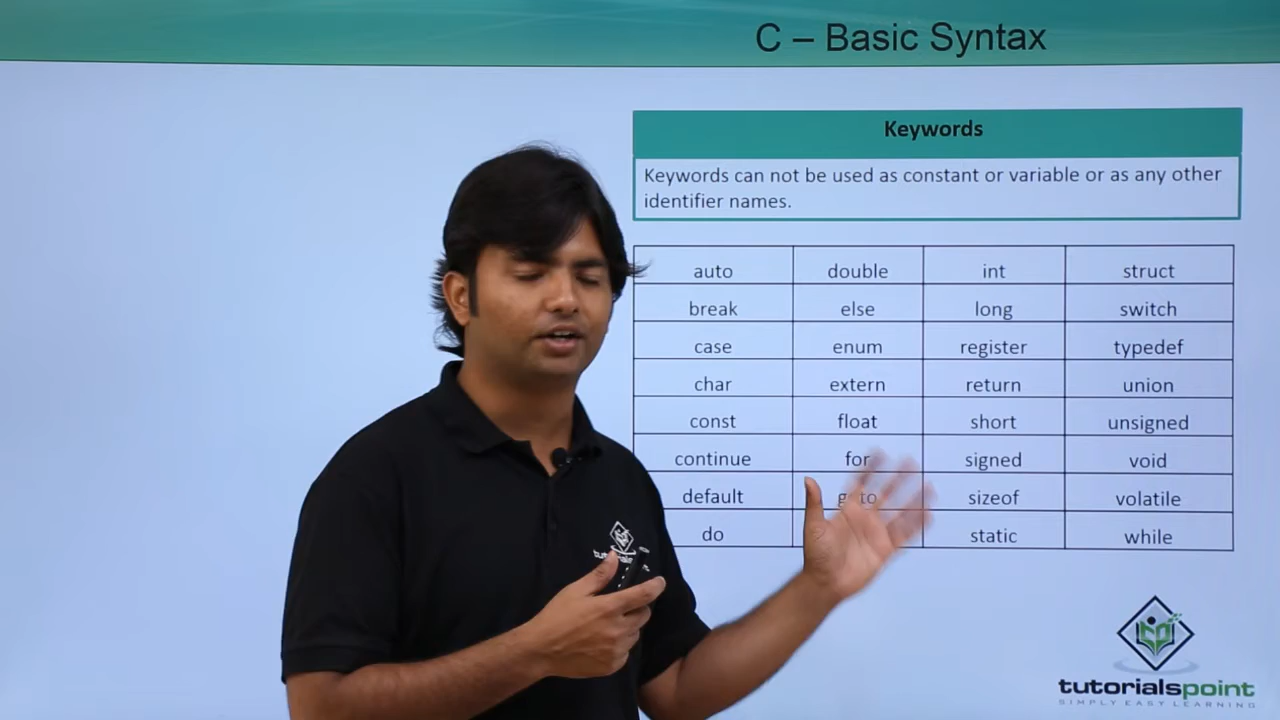 C – Basic Syntax
Keywords
Keywords can not be used as constant or variable or as any other
identifier names.
auto double int struct
break else long switch
case enum register typedef
char extern return union
const float short unsigned
continue for signed void
default goto sizeof volatile
do static while
tutorialspoint
SIMPLY EASY LEARNING